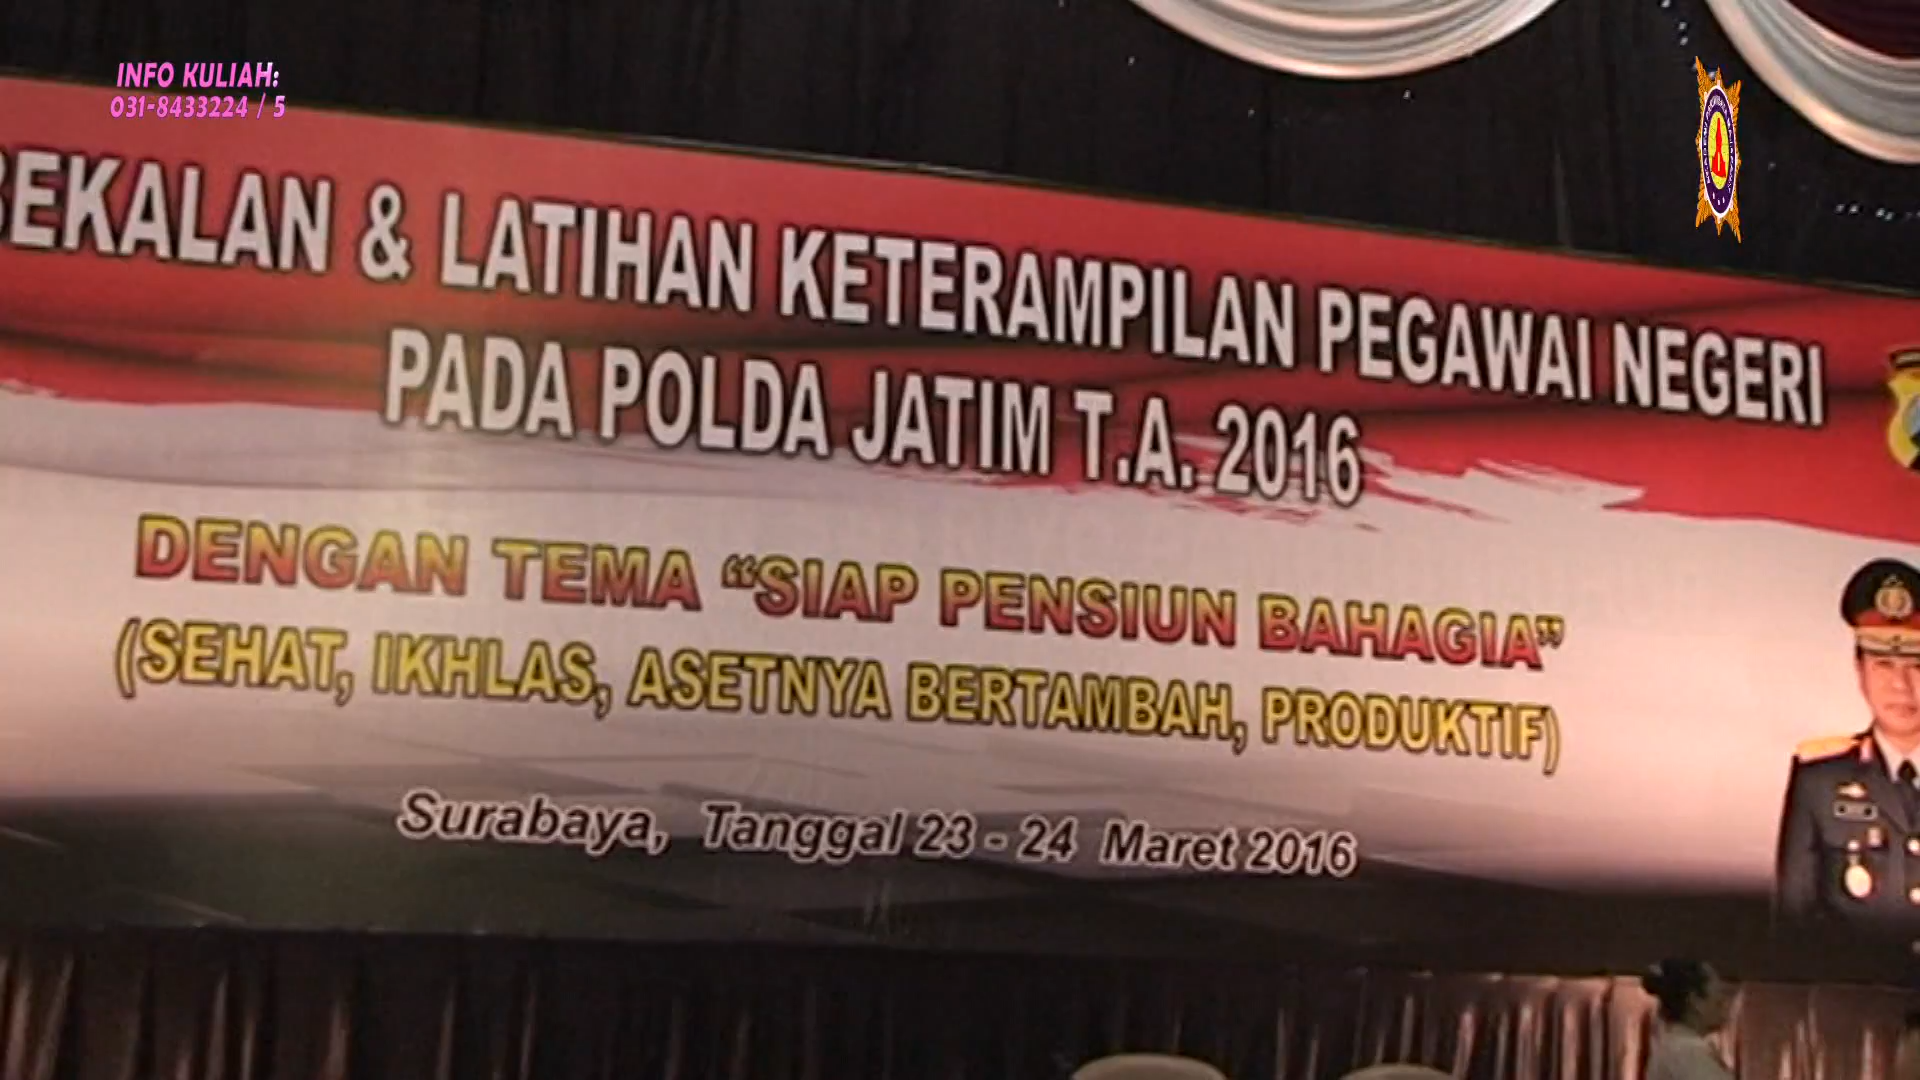 INFO KULIAH:
031-8433224 / 5
BEKALAN & LATIHAN KETERAMPILAN PEGAWAI NEGERI
PADA POLDA JATIM T.A. 2016
DENGAN TEMA “SIAP PENSIUN BAHAGIA”
(SEHAT, IKHLAS, ASETNYA BERTAMBAH, PRODUKTIF)
Surabaya, Tanggal 23 - 24 Maret 2016